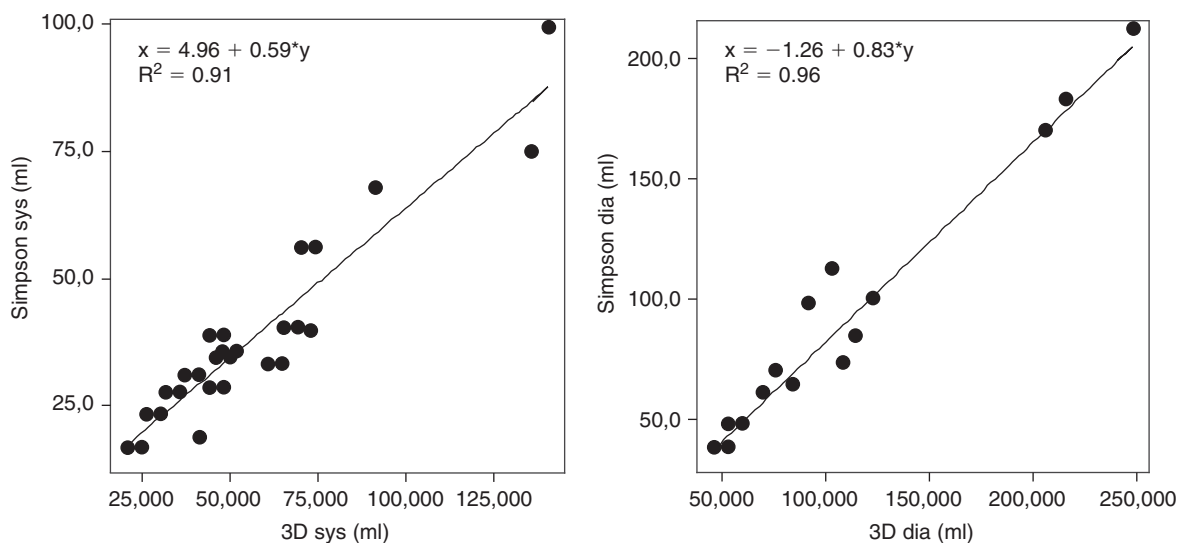 100,0
75,0
50,0
25,0
Simpson sys (ml)
x = 4.96 + 0.59*y
R² = 0.91
25,000
50,000
75,000
100,000
125,000
3D sys (ml)
200,0
150,0
100,0
50,0
Simpson dia (ml)
x = −1.26 + 0.83*y
R² = 0.96
50,000
100,000
150,000
200,000
250,000
3D dia (ml)